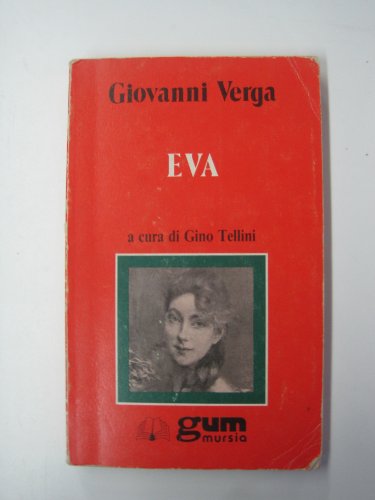 Giovanni Verga
EVA
a cura di Gino Tellini
gum
mursia